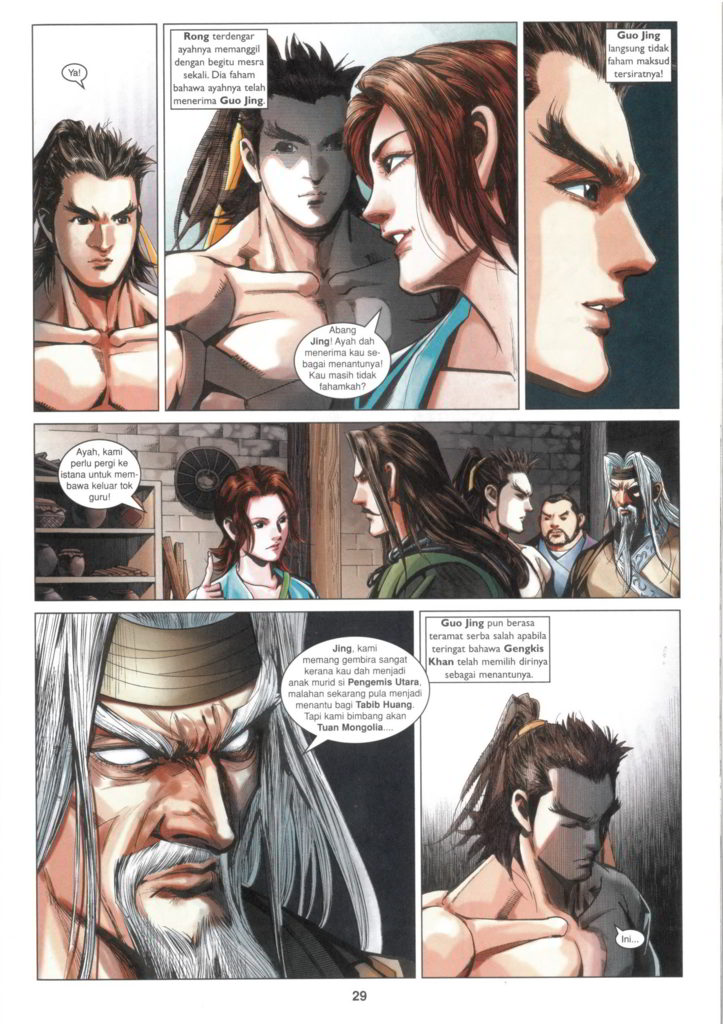 Ya!
Rong terdengar
ayahnya memanggil
dengan begitu mesra
sekali. Dia faham
bahawa ayahnya telah
menerima Guo Jing.
Abang
Jing! Ayah dah
menerima kau se-
bagai menantunya!
Kau masih tidak
fahamkah?
Guo Jing
langsung tidak
faham maksud
tersiratnya!
Ayah, kami
perlu pergi ke
istana untuk mem-
bawa keluar tok
guru!
Jing, kami
memang gembira sangat
kerana kau dah menjadi
anak murid si Pengemis Utara,
malahan sekarang pula menjadi
menantu bagi Tabib Huang.
Tapi kami bimbang akan
Tuan Mongolia....
Guo Jing pun berasa
teramat serba salah apabila
teringat bahawa Gengkis
Khan telah memilih dirinya
sebagai menantunya.
Ini...
29